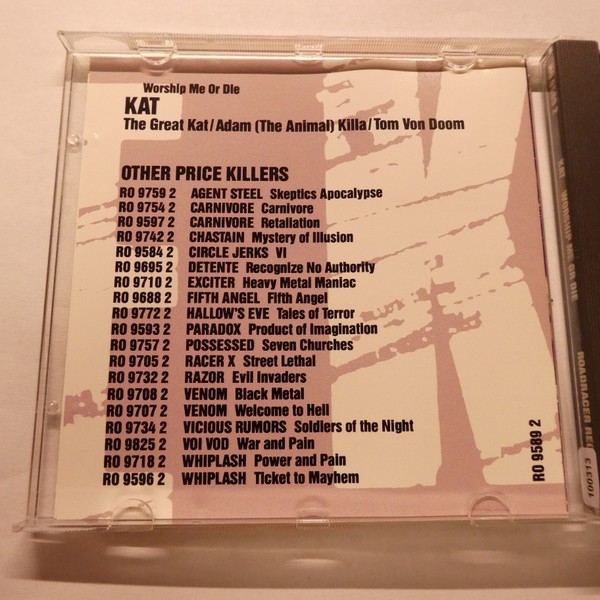 Worship Me Or Die
KAT
The Great Kat/Adam (The Animal) Killa/Tom Von Doom
OTHER PRICE KILLERS
RO 9759 2 AGENT STEEL Skeptics Apocalypse
RO 9754 2 CARNIVORE Carnivore
RO 9597 2 CARNIVORE Retaliation
RO 9742 2 CHASTAIN Mystery of Illusion
RO 9584 2 CIRCLE JERKS VI
RO 9695 2 DETENTE Recognize No Authority
RO 9710 2 EXCITER Heavy Metal Maniac
RO 9688 2 FIFTH ANGEL Fifth Angel
RO 9772 2 HALLOW'S EVE Tales of Terror
RO 9593 2 PARADOX Product of Imagination
RO 9757 2 POSSESSED Seven Churches
RO 9705 2 RACER X Street Lethal
RO 9732 2 RAZOR Evil Invaders
RO 9708 2 VENOM Black Metal
RO 9707 2 VENOM Welcome to Hell
RO 9734 2 VICIOUS RUMORS Soldiers of the Night
RO 9825 2 VOI VOD War and Pain
RO 9718 2 WHIPLASH Power and Pain
RO 9596 2 WHIPLASH Ticket to Mayhem
RO 9589 2
KAT WORSHIP ME OR DIE
ROADRACER
100313